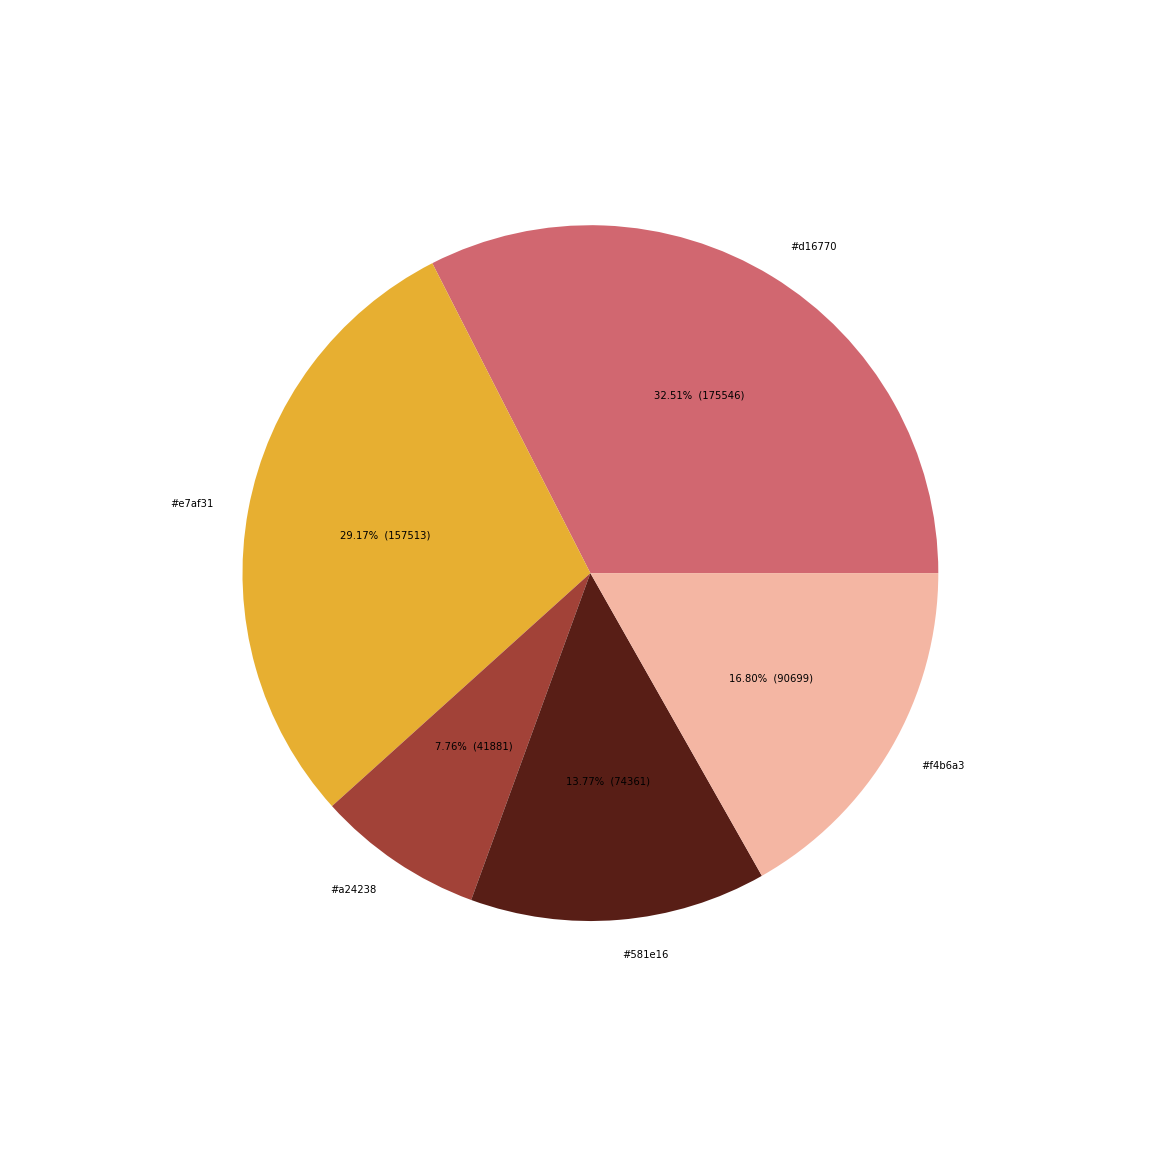 #d16770
32.51%  (175546)
#e7af31
29.17%  (157513)
16.80%  (90699)
7.76%  (41881)
#f4b6a3
13.77%  (74361)
#a24238
#581e16